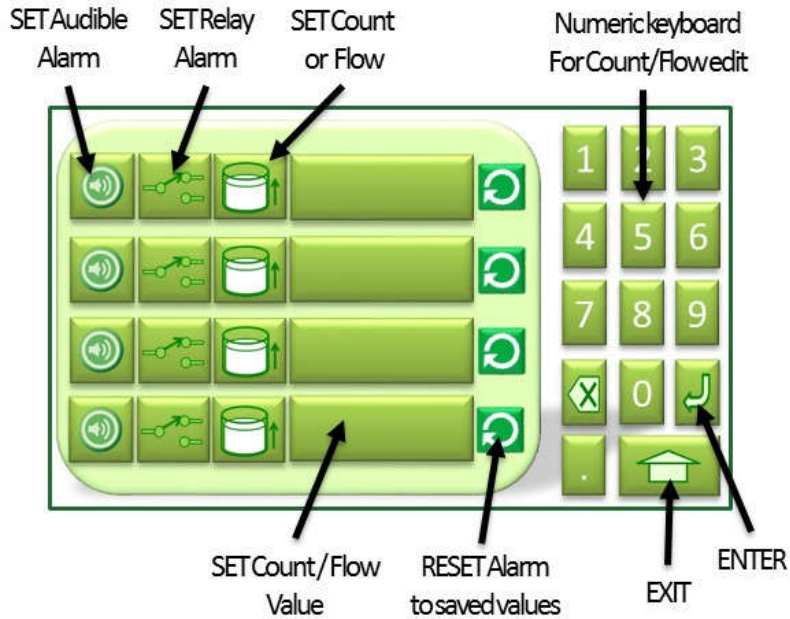 SET Audible Alarm
SET Relay Alarm
SET Count or Flow
Numeric keyboard
For Count/Flow edit
1 2 3
4 5 6
7 8 9
X 0
.
SET Count / Flow Value
RESET Alarm to saved values
EXIT
ENTER